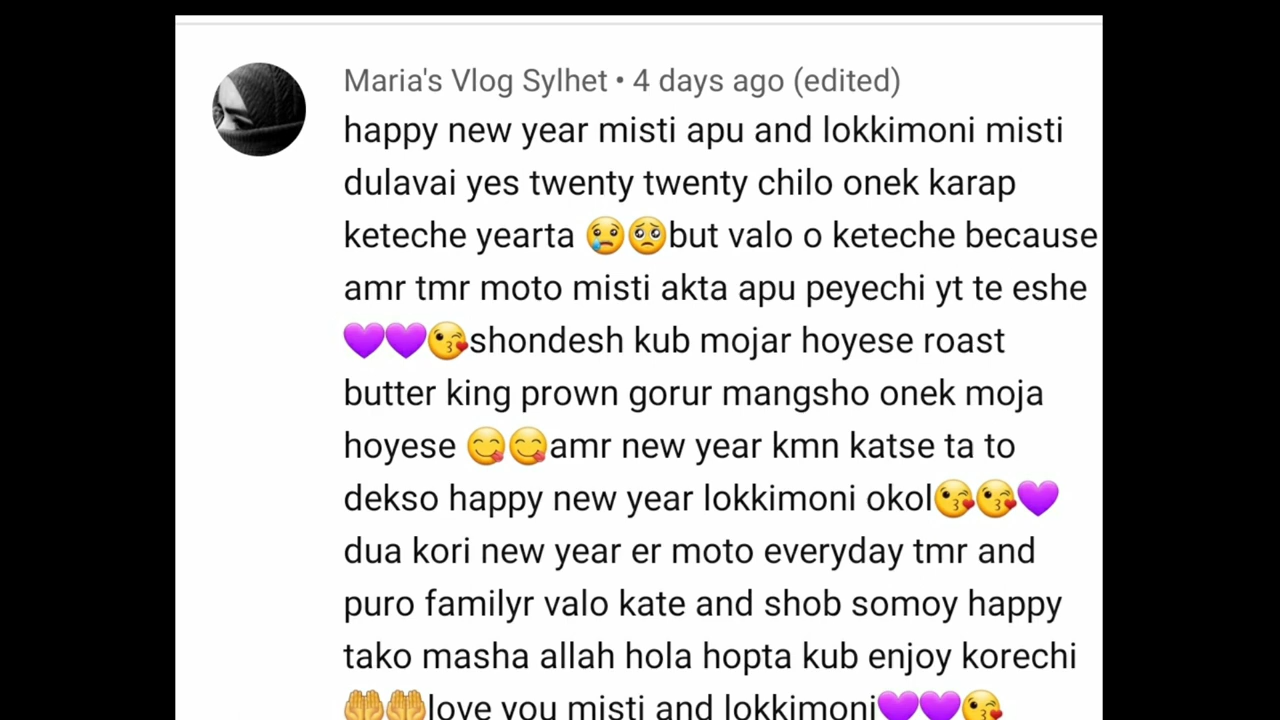 Maria's Vlog Sylhet • 4 days ago (edited)
happy new year misti apu and lokkimoni misti
dulavai yes twenty twenty chilo onek karap
keteche yearta 😢🥺but valo o keteche because
amr tmr moto misti akta apu peyechi yt te eshe
💜💜😘shondesh kub mojar hoyese roast
butter king prown gorur mangsho onek moja
hoyese 😋😋amr new year kmn katse ta to
dekso happy new year lokkimoni okol😘😘💜
dua kori new year er moto everyday tmr and
puro familyr valo kate and shob somoy happy
tako masha allah hola hopta kub enjoy korechi
🤲🤲love you misti and lokkimoni💜💜😘